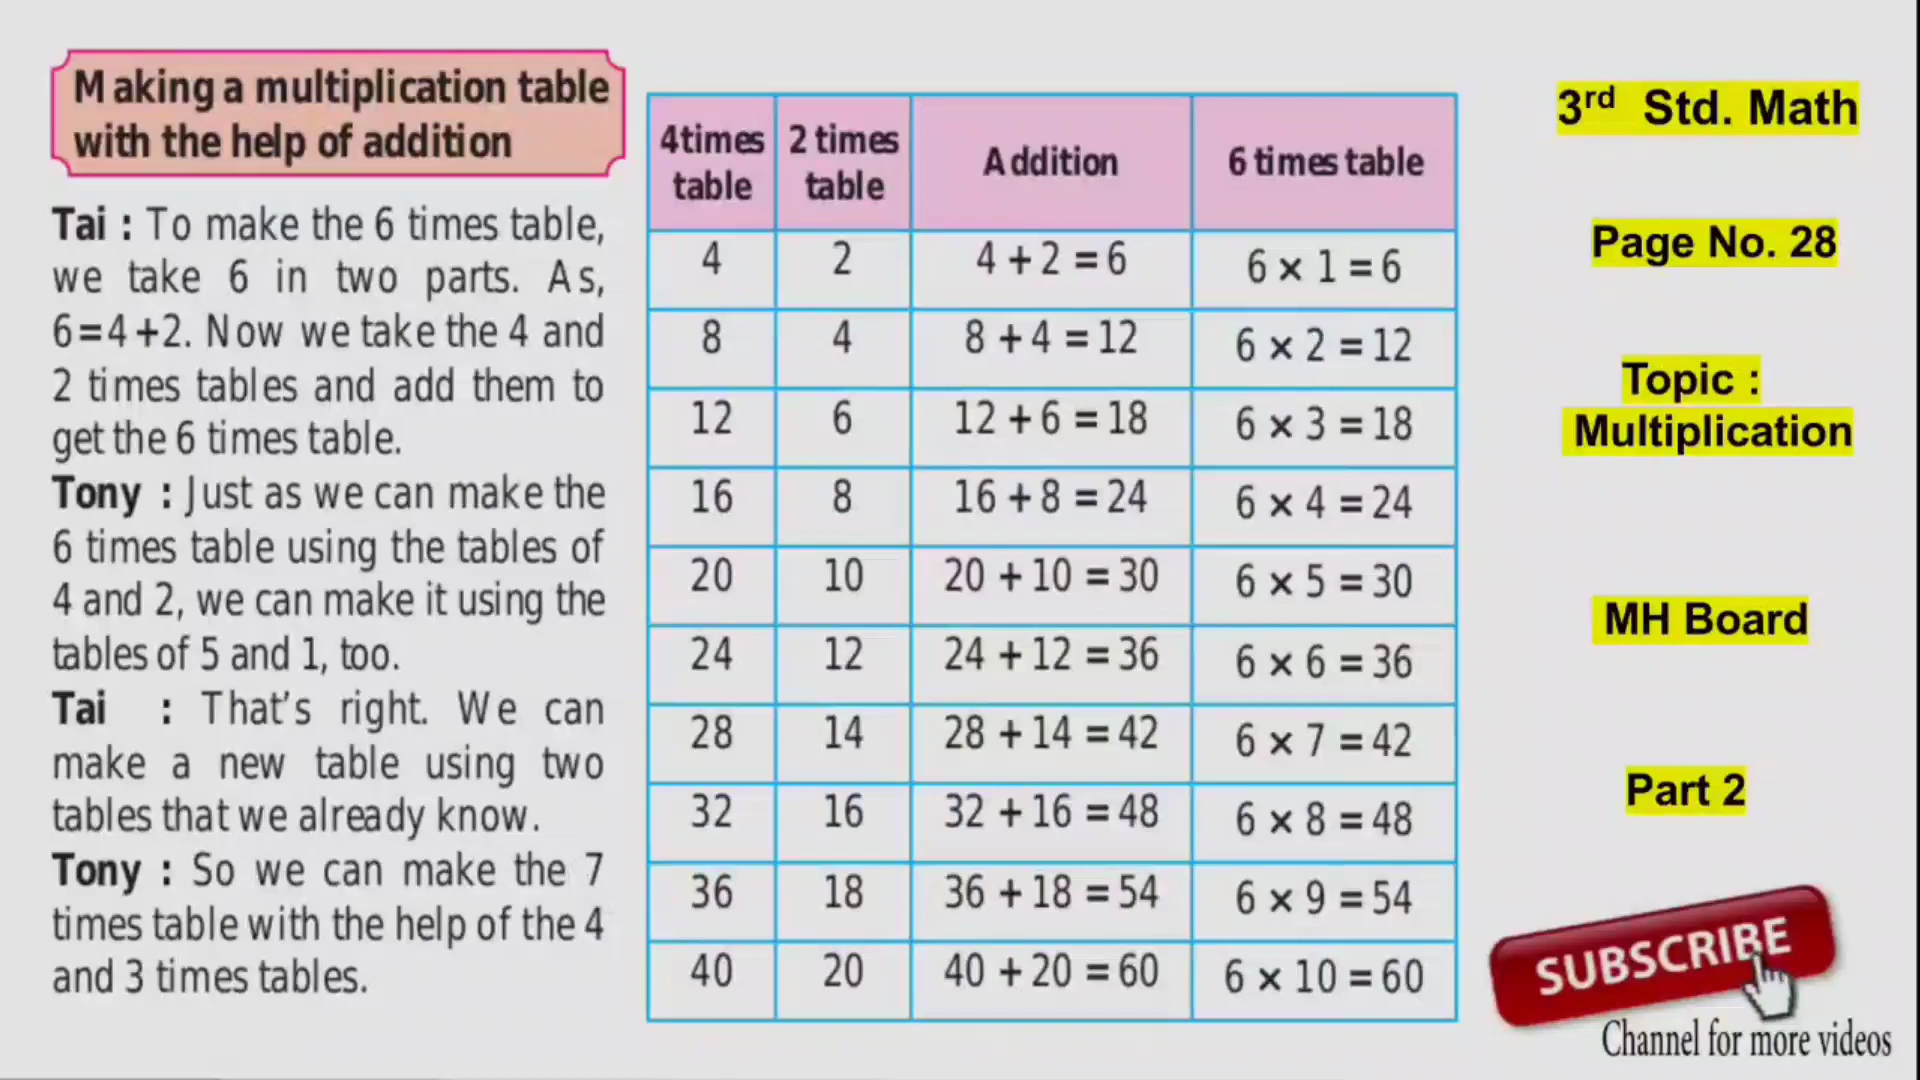 Making a multiplication table
with the help of addition
Tai : To make the 6 times table,
we take 6 in two parts. As,
6=4+2. Now we take the 4 and
2 times tables and add them to
get the 6 times table.
Tony : Just as we can make the
6 times table using the tables of
4 and 2, we can make it using the
tables of 5 and 1, too.
Tai : That's right. We can
make a new table using two
tables that we already know.
Tony : So we can make the 7
times table with the help of the 4
and 3 times tables.
4 times table 2 times table Addition 6 times table
4 2 4 + 2 = 6 6 × 1 = 6
8 4 8 + 4 = 12 6 × 2 = 12
12 6 12 + 6 = 18 6 × 3 = 18
16 8 16 + 8 = 24 6 × 4 = 24
20 10 20 + 10 = 30 6 × 5 = 30
24 12 24 + 12 = 36 6 × 6 = 36
28 14 28 + 14 = 42 6 × 7 = 42
32 16 32 + 16 = 48 6 × 8 = 48
36 18 36 + 18 = 54 6 × 9 = 54
40 20 40 + 20 = 60 6 × 10 = 60
3rd Std. Math
Page No. 28
Topic :
Multiplication
MH Board
Part 2
SUBSCRIBE
Channel for more videos